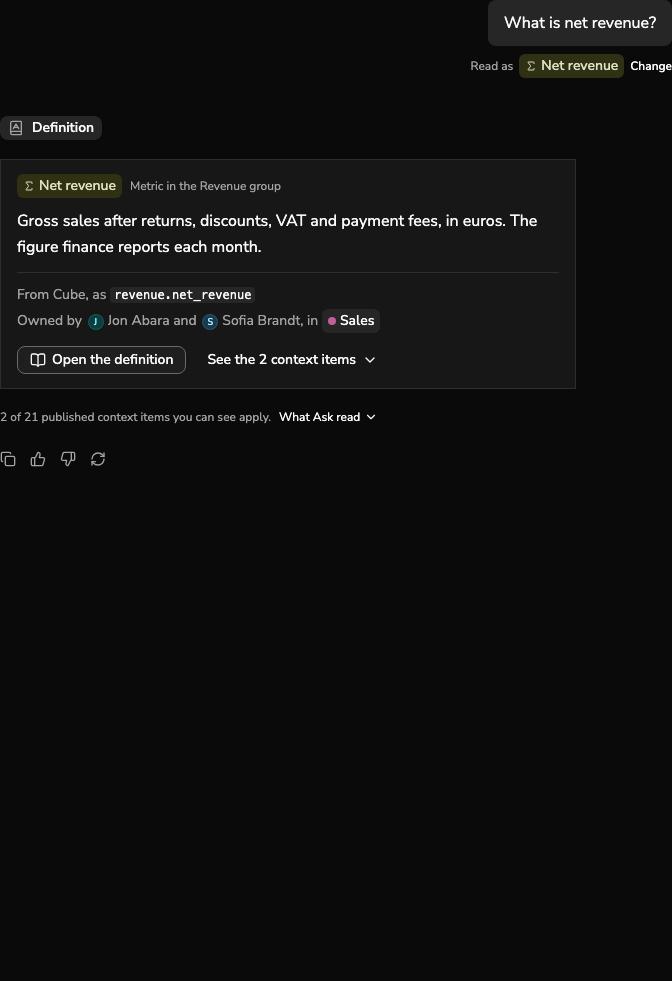 What is net revenue?
Read as Σ Net revenue Change
Definition
Σ Net revenue Metric in the Revenue group
Gross sales after returns, discounts, VAT and payment fees, in euros. The
figure finance reports each month.
From Cube, as revenue.net_revenue
Owned by J Jon Abara and S Sofia Brandt, in Sales
Open the definition See the 2 context items
2 of 21 published context items you can see apply. What Ask read